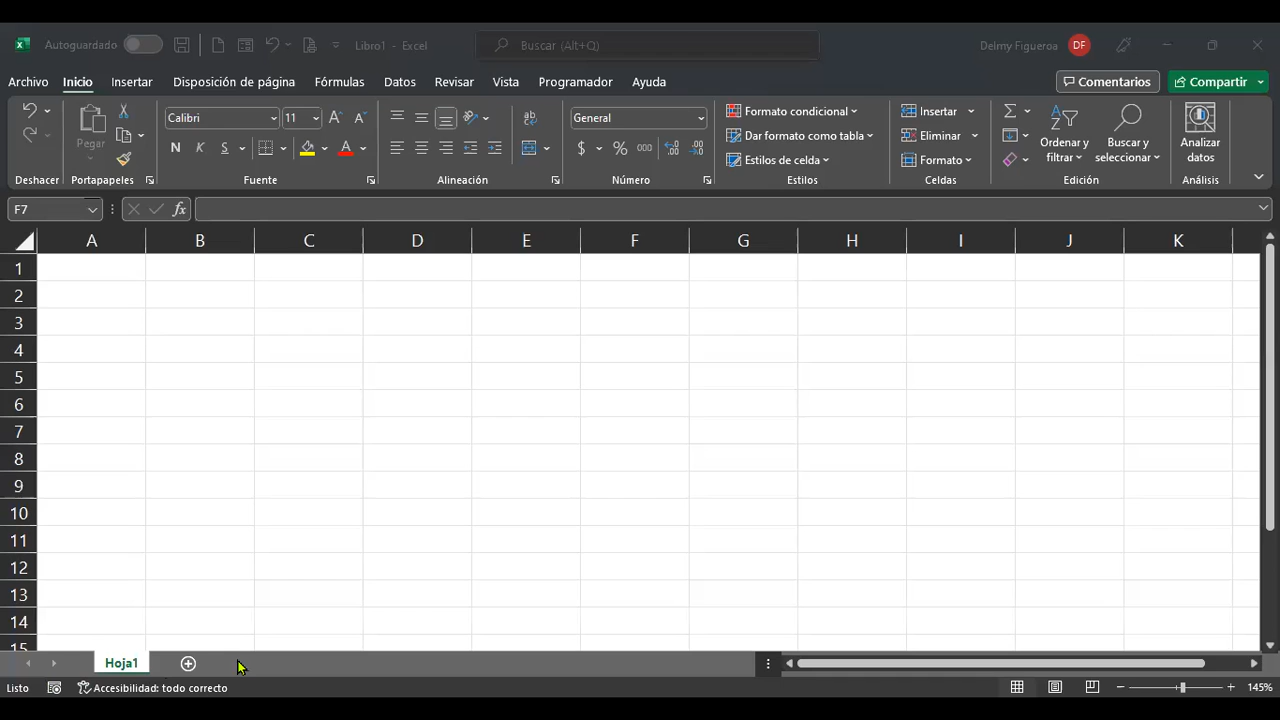 Autoguardado Libro1 - Excel Buscar (Alt+Q) Delmy Figueroa DF
Archivo Inicio Insertar Disposición de página Fórmulas Datos Revisar Vista Programador Ayuda Comentarios Compartir
Pegar
Calibri 11
N K S
General
$ % 000
Formato condicional
Dar formato como tabla
Estilos de celda
Insertar
Eliminar
Formato
Ordenar y filtrar
Buscar y seleccionar
Analizar datos
Deshacer Portapapeles Fuente Alineación Número Estilos Celdas Edición Análisis
F7 fx
A B C D E F G H I J K
1
2
3
4
5
6
7
8
9
10
11
12
13
14
15
Hoja1
Listo Accesibilidad: todo correcto 145%